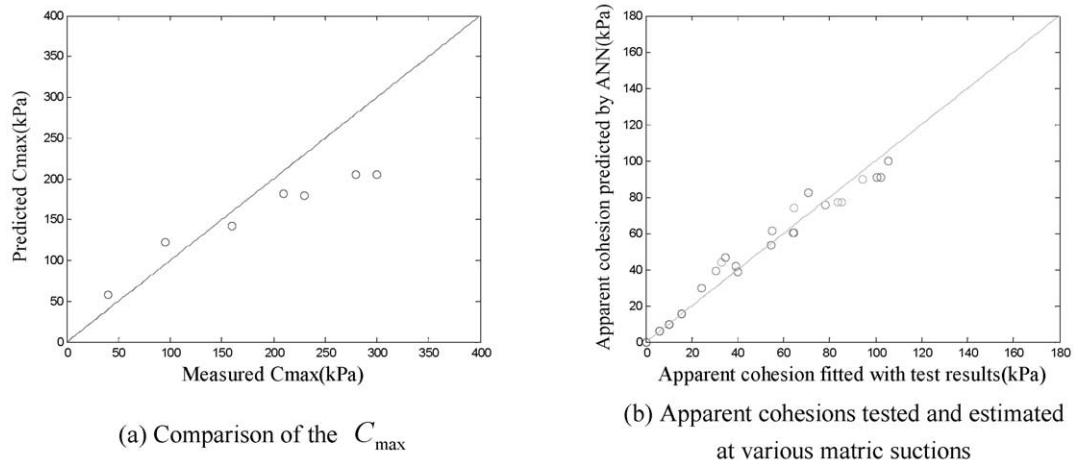 400
350
300
250
200
150
100
50
0
Predicted Cmax(kPa)
0 50 100 150 200 250 300 350 400
Measured Cmax(kPa)
(a) Comparison of the C max
180
160
140
120
100
80
60
40
20
0
Apparent cohesion predicted by ANN(kPa)
0 20 40 60 80 100 120 140 160 180
Apparent cohesion fitted with test results(kPa)
(b) Apparent cohesions tested and estimated
at various matric suctions